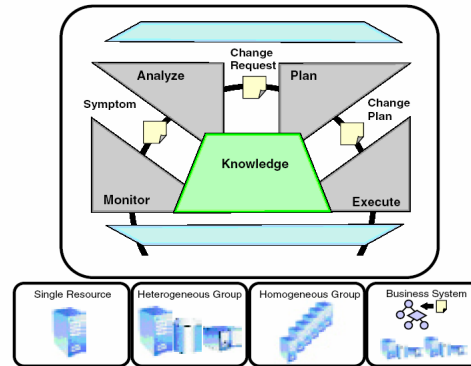 Change
Request
Analyze
Plan
Symptom
Change
Plan
Knowledge
Monitor
Execute
Single Resource
Heterogeneous Group
Homogeneous Group
Business System